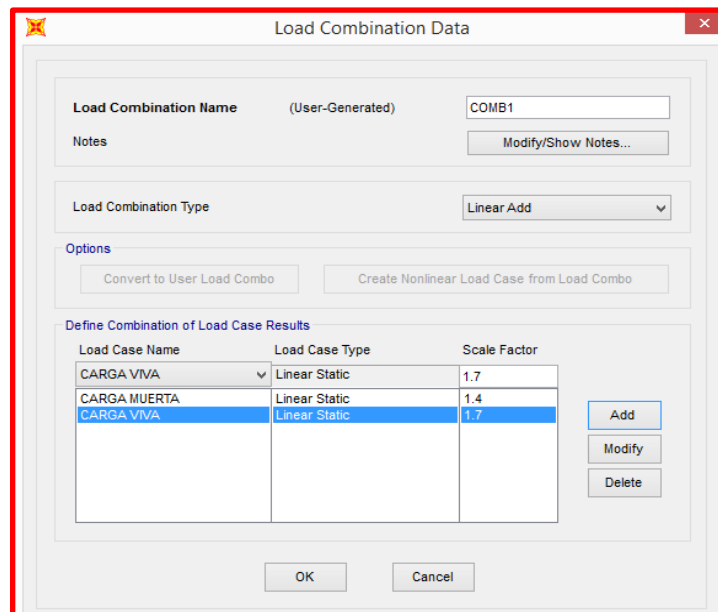 Load Combination Data
Load Combination Name (User-Generated) COMB1
Notes Modify/Show Notes...
Load Combination Type Linear Add
Options
Convert to User Load Combo Create Nonlinear Load Case from Load Combo
Define Combination of Load Case Results
Load Case Name Load Case Type Scale Factor
CARGA VIVA Linear Static 1.7
CARGA MUERTA Linear Static 1.4
CARGA VIVA Linear Static 1.7
Add
Modify
Delete
OK Cancel